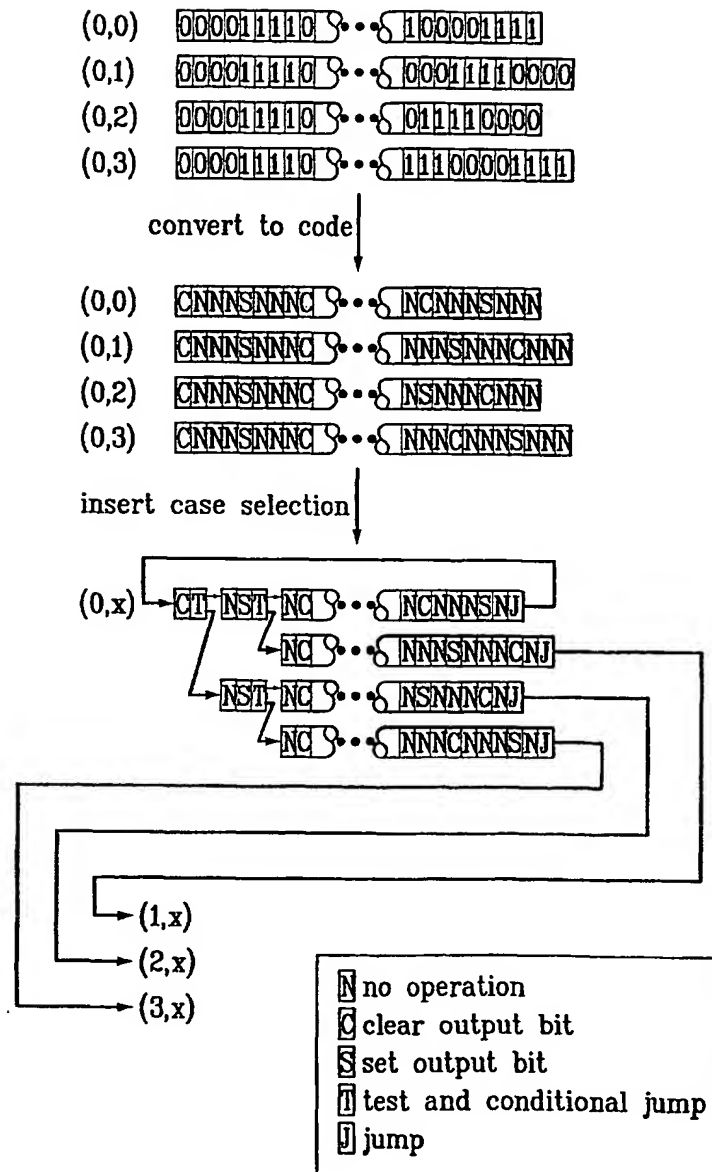 (0,0) 000011110 ••• 100001111
(0,1) 000011110 ••• 00011110000
(0,2) 000011110 ••• 011110000
(0,3) 000011110 ••• 11100001111
convert to code
(0,0) CNNNSNNNC ••• NCNNNSNNN
(0,1) CNNNSNNNC ••• NNNSNNNCNNN
(0,2) CNNNSNNNC ••• NSNNNCNNN
(0,3) CNNNSNNNC ••• NNNCNNNSNNN
insert case selection
(0,x) CT NST NC ••• NCNNNSNJ
NC ••• NNNSNNNCNJ
NST NC ••• NSNNNCNJ
NC ••• NNNCNNNSNJ
(1,x)
(2,x)
(3,x)
N no operation
C clear output bit
S set output bit
T test and conditional jump
J jump